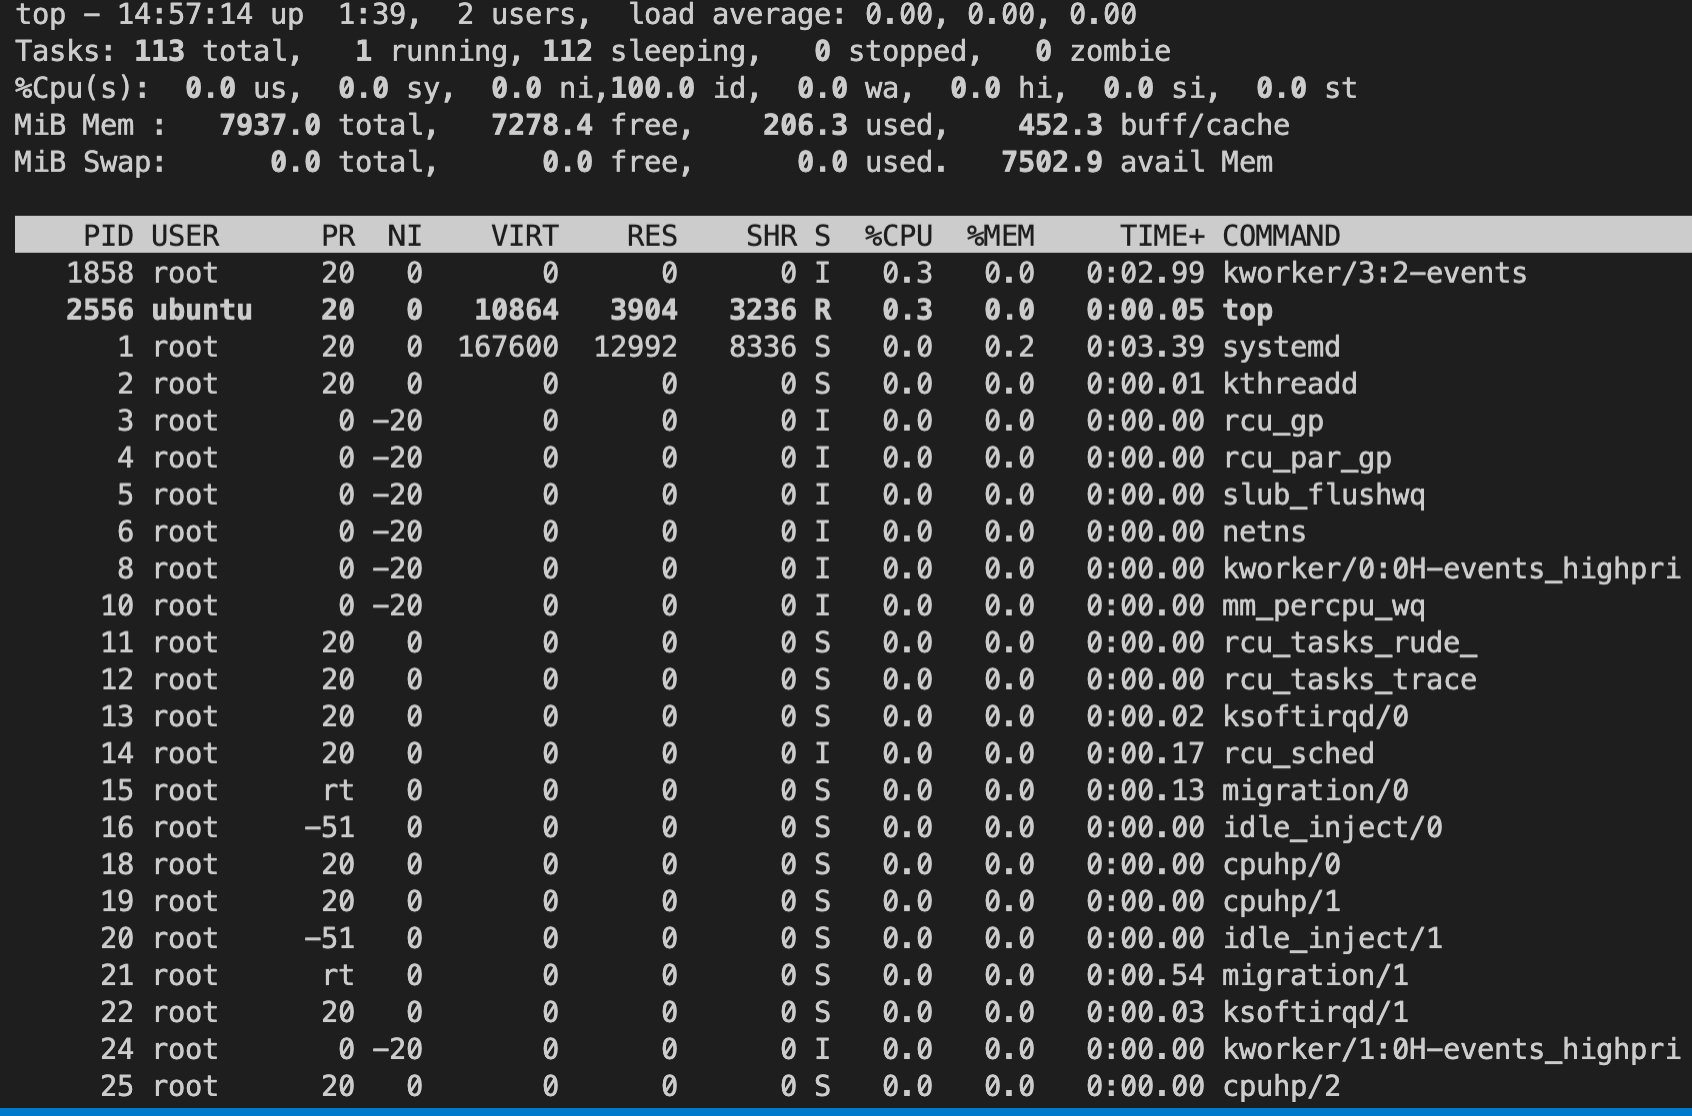 top - 14:57:14 up  1:39,  2 users,  load average: 0.00, 0.00, 0.00
Tasks: 113 total,   1 running, 112 sleeping,   0 stopped,   0 zombie
%Cpu(s):  0.0 us,  0.0 sy,  0.0 ni,100.0 id,  0.0 wa,  0.0 hi,  0.0 si,  0.0 st
MiB Mem :   7937.0 total,   7278.4 free,    206.3 used,    452.3 buff/cache
MiB Swap:      0.0 total,      0.0 free,      0.0 used.   7502.9 avail Mem
PID USER      PR  NI    VIRT    RES    SHR S  %CPU  %MEM     TIME+ COMMAND
1858 root      20   0       0      0      0 I   0.3   0.0   0:02.99 kworker/3:2-events
2556 ubuntu    20   0   10864   3904   3236 R   0.3   0.0   0:00.05 top
1 root      20   0  167600  12992   8336 S   0.0   0.2   0:03.39 systemd
2 root      20   0       0      0      0 S   0.0   0.0   0:00.01 kthreadd
3 root       0 -20       0      0      0 I   0.0   0.0   0:00.00 rcu_gp
4 root       0 -20       0      0      0 I   0.0   0.0   0:00.00 rcu_par_gp
5 root       0 -20       0      0      0 I   0.0   0.0   0:00.00 slub_flushwq
6 root       0 -20       0      0      0 I   0.0   0.0   0:00.00 netns
8 root       0 -20       0      0      0 I   0.0   0.0   0:00.00 kworker/0:0H-events_highpri
10 root       0 -20       0      0      0 I   0.0   0.0   0:00.00 mm_percpu_wq
11 root      20   0       0      0      0 S   0.0   0.0   0:00.00 rcu_tasks_rude_
12 root      20   0       0      0      0 S   0.0   0.0   0:00.00 rcu_tasks_trace
13 root      20   0       0      0      0 S   0.0   0.0   0:00.02 ksoftirqd/0
14 root      20   0       0      0      0 I   0.0   0.0   0:00.17 rcu_sched
15 root      rt   0       0      0      0 S   0.0   0.0   0:00.13 migration/0
16 root     -51   0       0      0      0 S   0.0   0.0   0:00.00 idle_inject/0
18 root      20   0       0      0      0 S   0.0   0.0   0:00.00 cpuhp/0
19 root      20   0       0      0      0 S   0.0   0.0   0:00.00 cpuhp/1
20 root     -51   0       0      0      0 S   0.0   0.0   0:00.00 idle_inject/1
21 root      rt   0       0      0      0 S   0.0   0.0   0:00.54 migration/1
22 root      20   0       0      0      0 S   0.0   0.0   0:00.03 ksoftirqd/1
24 root       0 -20       0      0      0 I   0.0   0.0   0:00.00 kworker/1:0H-events_highpri
25 root      20   0       0      0      0 S   0.0   0.0   0:00.00 cpuhp/2